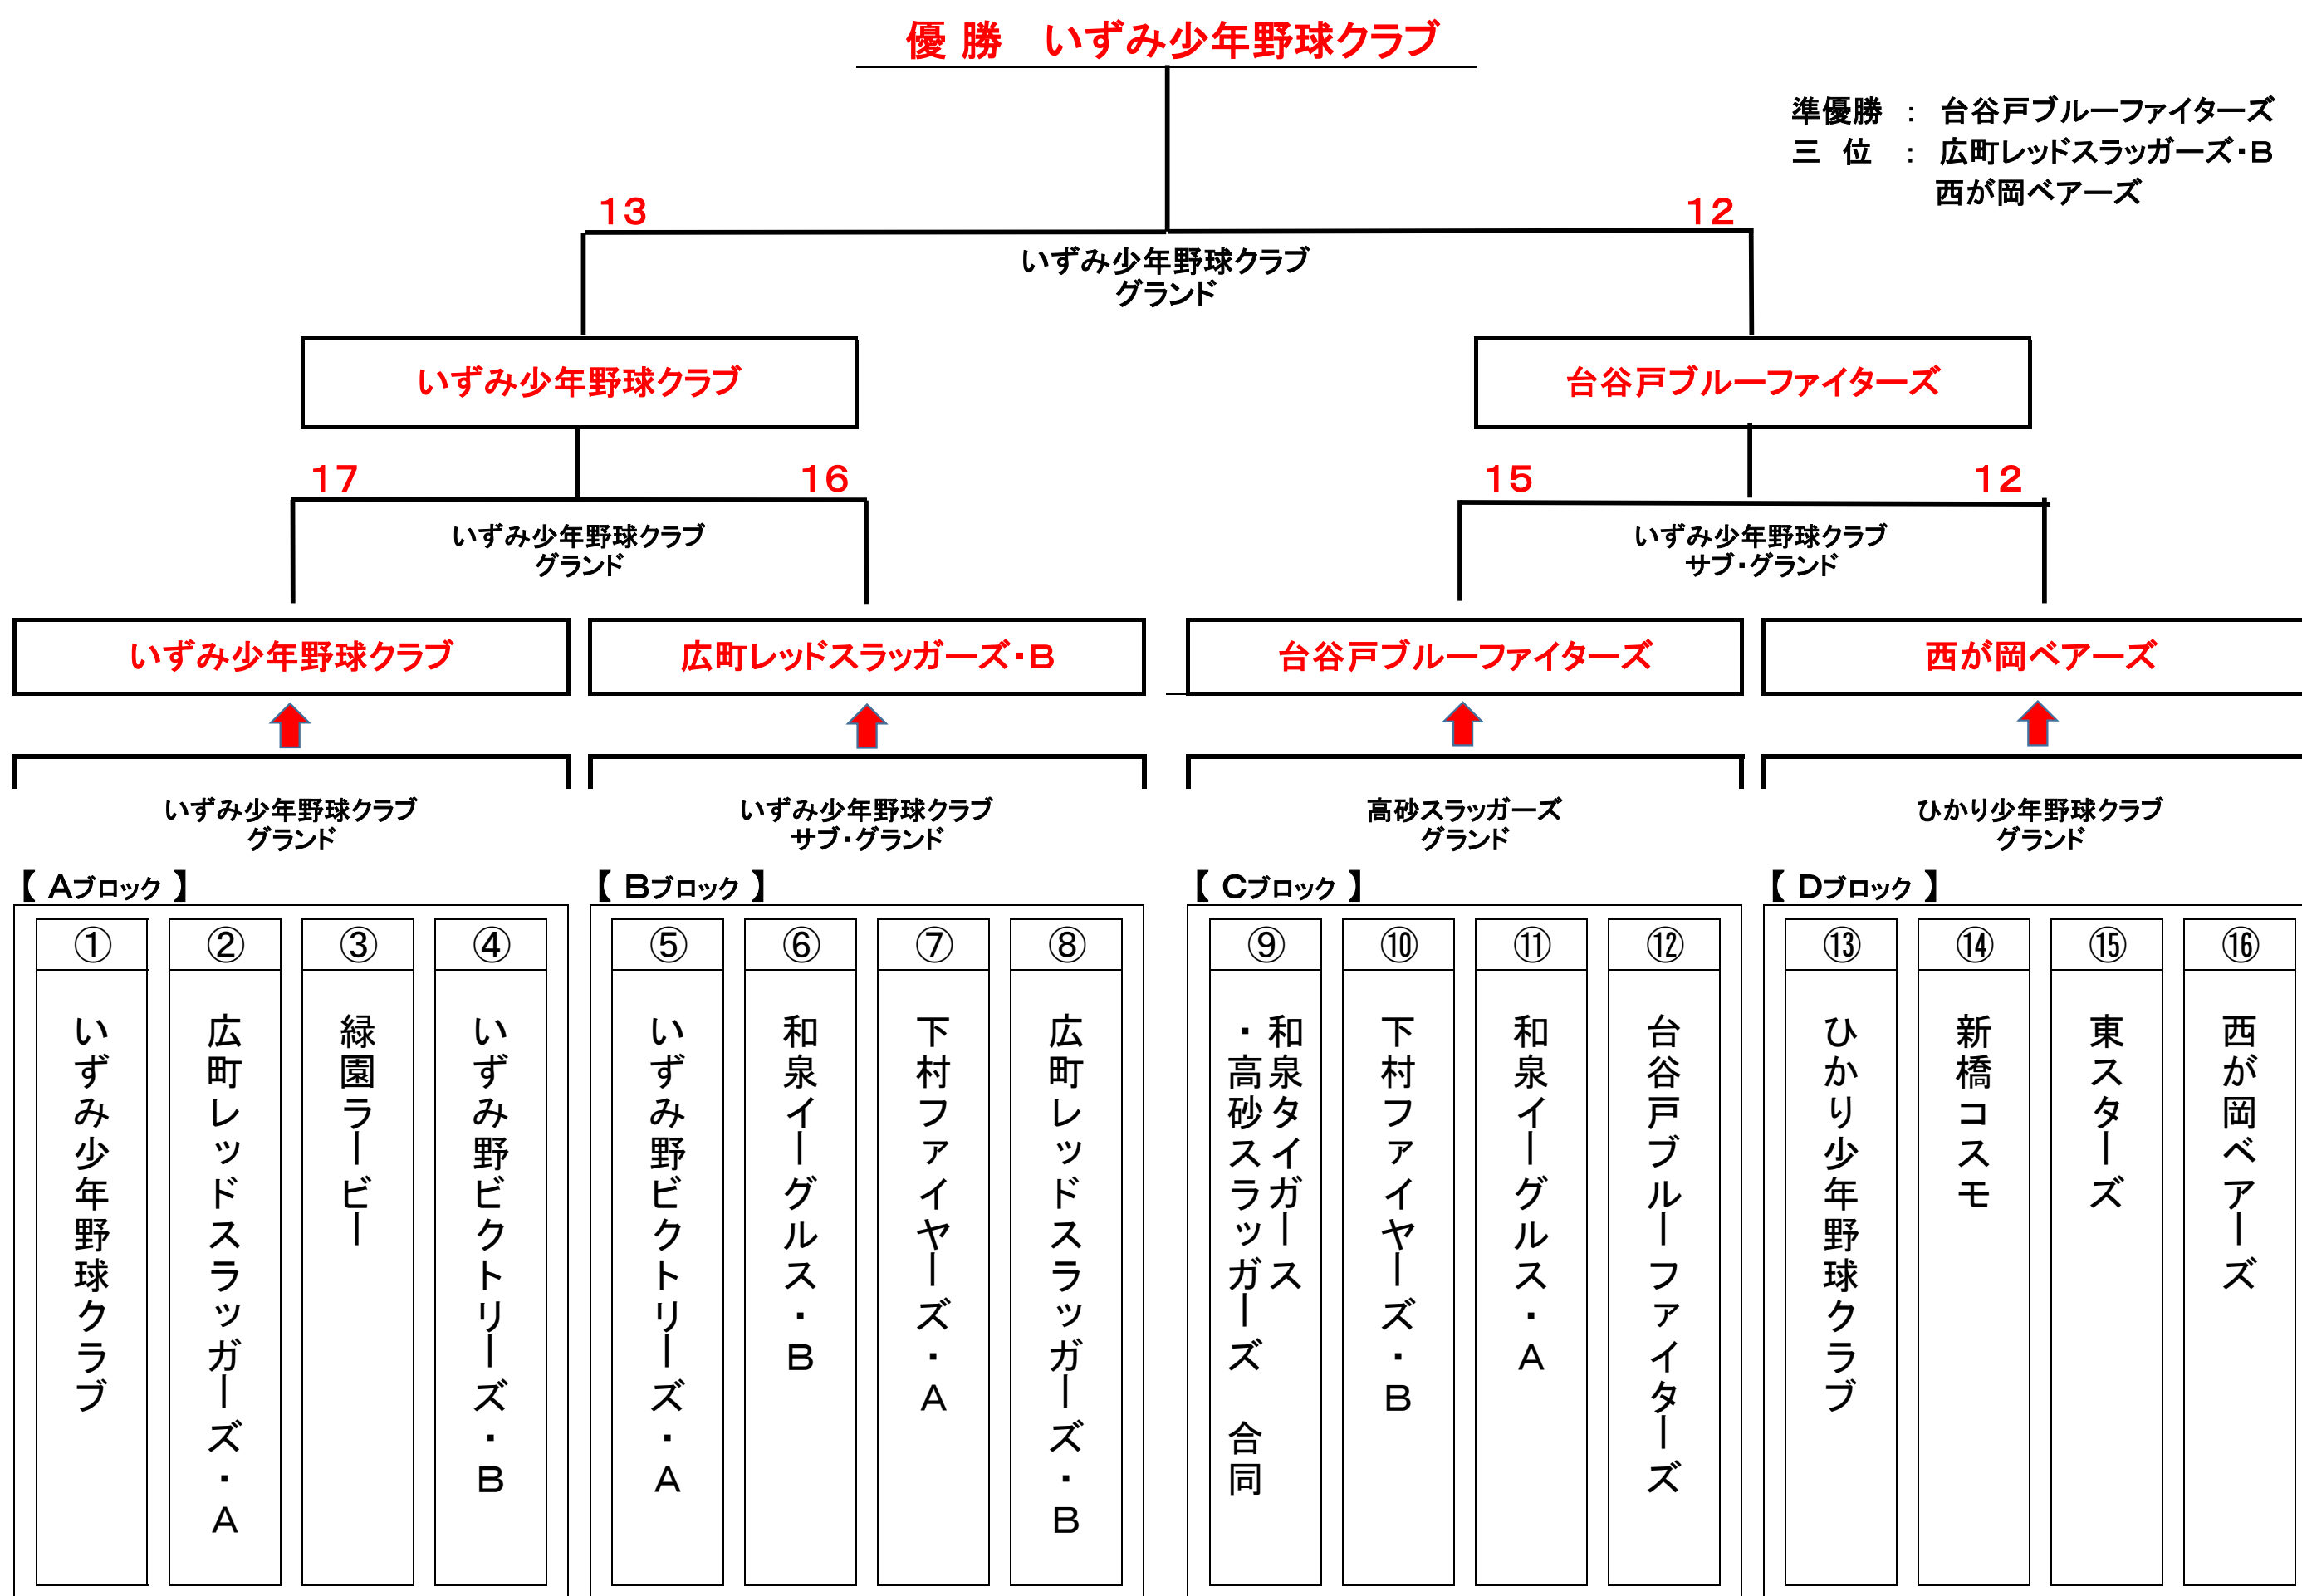 優 勝　いずみ少年野球クラブ
準優勝　：　台谷戸ブルーファイターズ
三　位　：　広町レッドスラッガーズ・B
西が岡ベアーズ
13
12
いずみ少年野球クラブ
グランド
いずみ少年野球クラブ
台谷戸ブルーファイターズ
17
16
15
12
いずみ少年野球クラブ
グランド
いずみ少年野球クラブ
サブ・グランド
いずみ少年野球クラブ
広町レッドスラッガーズ・B
台谷戸ブルーファイターズ
西が岡ベアーズ
いずみ少年野球クラブ
グランド
いずみ少年野球クラブ
サブ・グランド
高砂スラッガーズ
グランド
ひかり少年野球クラブ
グランド
【 Aブロック 】
【 Bブロック 】
【 Cブロック 】
【 Dブロック 】
①
いずみ少年野球クラブ
②
広町レッドスラッガーズ・A
③
緑園ラービー
④
いずみ野ビクトリーズ・B
⑤
いずみ野ビクトリーズ・A
⑥
和泉イーグルス・B
⑦
下村ファイヤーズ・A
⑧
広町レッドスラッガーズ・B
⑨
和泉タイガース
・高砂スラッガーズ　合同
⑩
下村ファイヤーズ・B
⑪
和泉イーグルス・A
⑫
台谷戸ブルーファイターズ
⑬
ひかり少年野球クラブ
⑭
新橋コスモ
⑮
東スターズ
⑯
西が岡ベアーズ